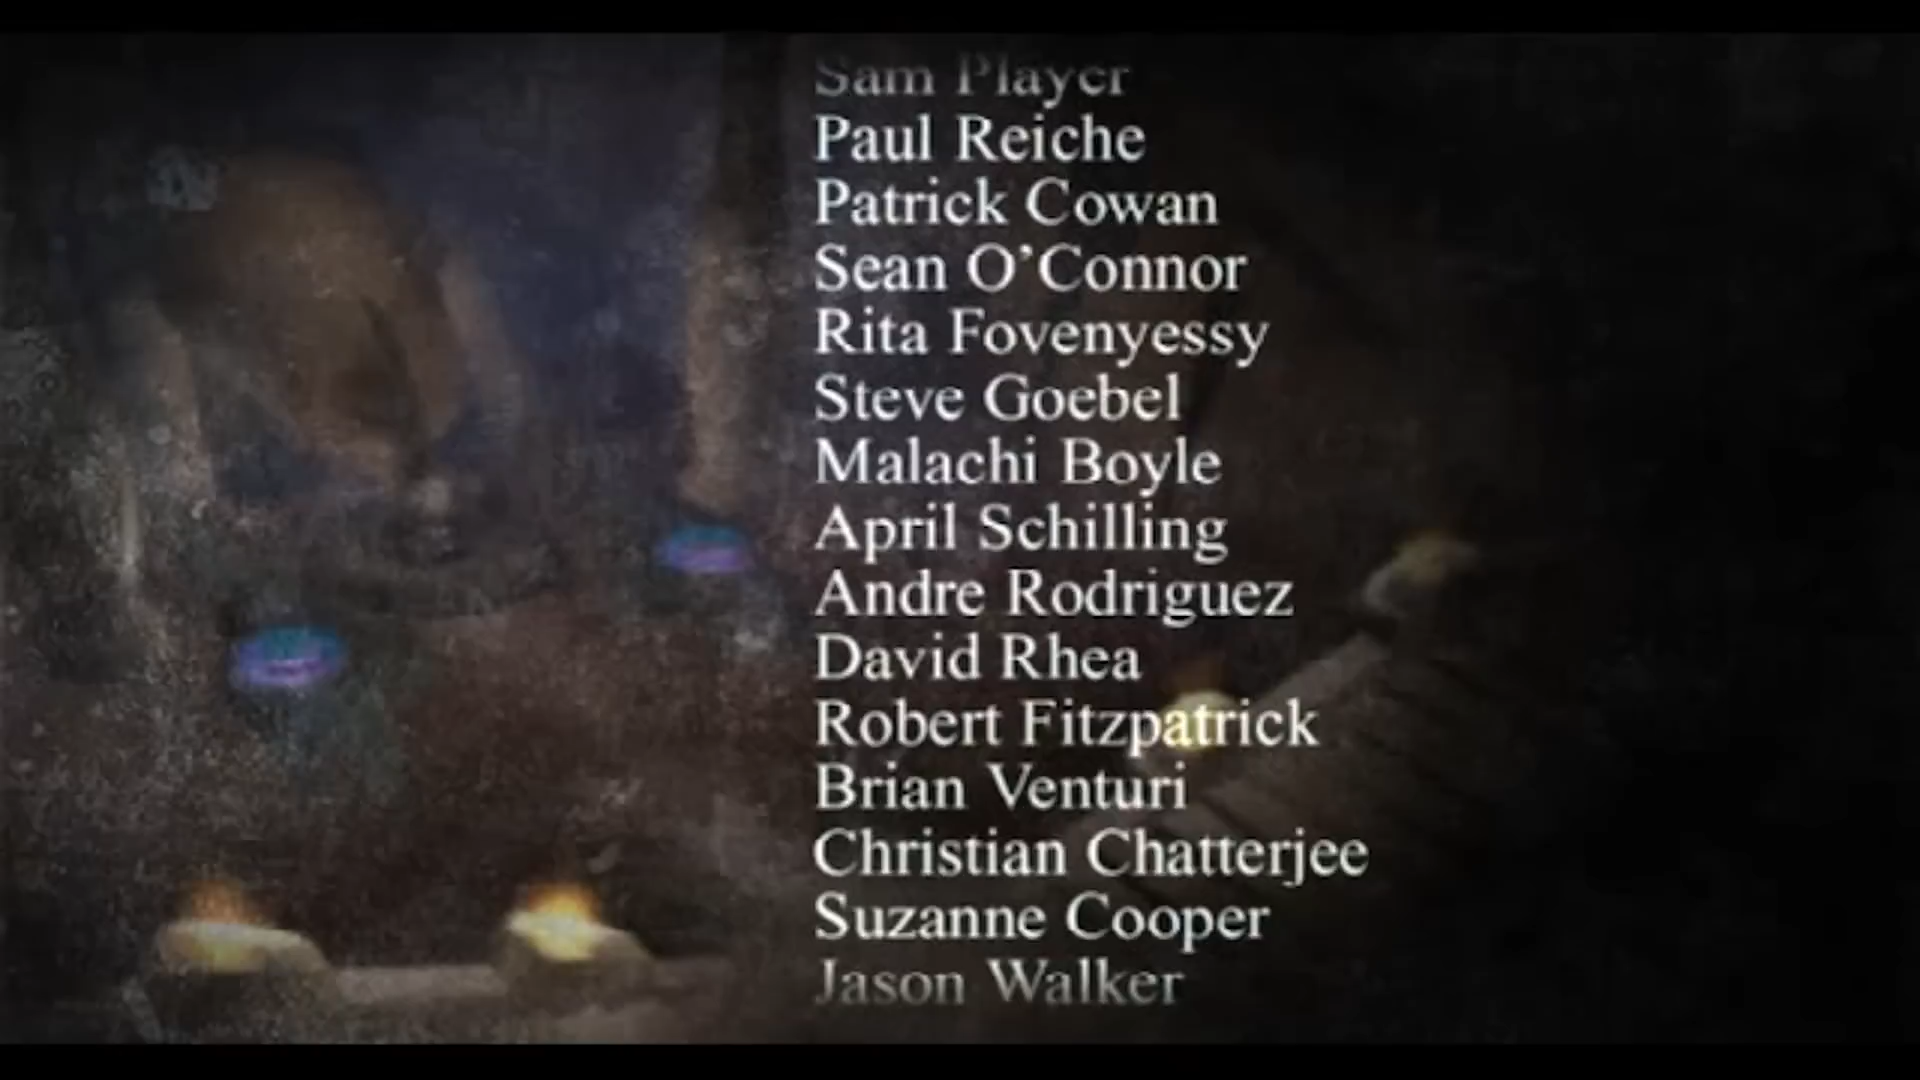 Sam Player
Paul Reiche
Patrick Cowan
Sean O’Connor
Rita Fovenyessy
Steve Goebel
Malachi Boyle
April Schilling
Andre Rodriguez
David Rhea
Robert Fitzpatrick
Brian Venturi
Christian Chatterjee
Suzanne Cooper
Jason Walker